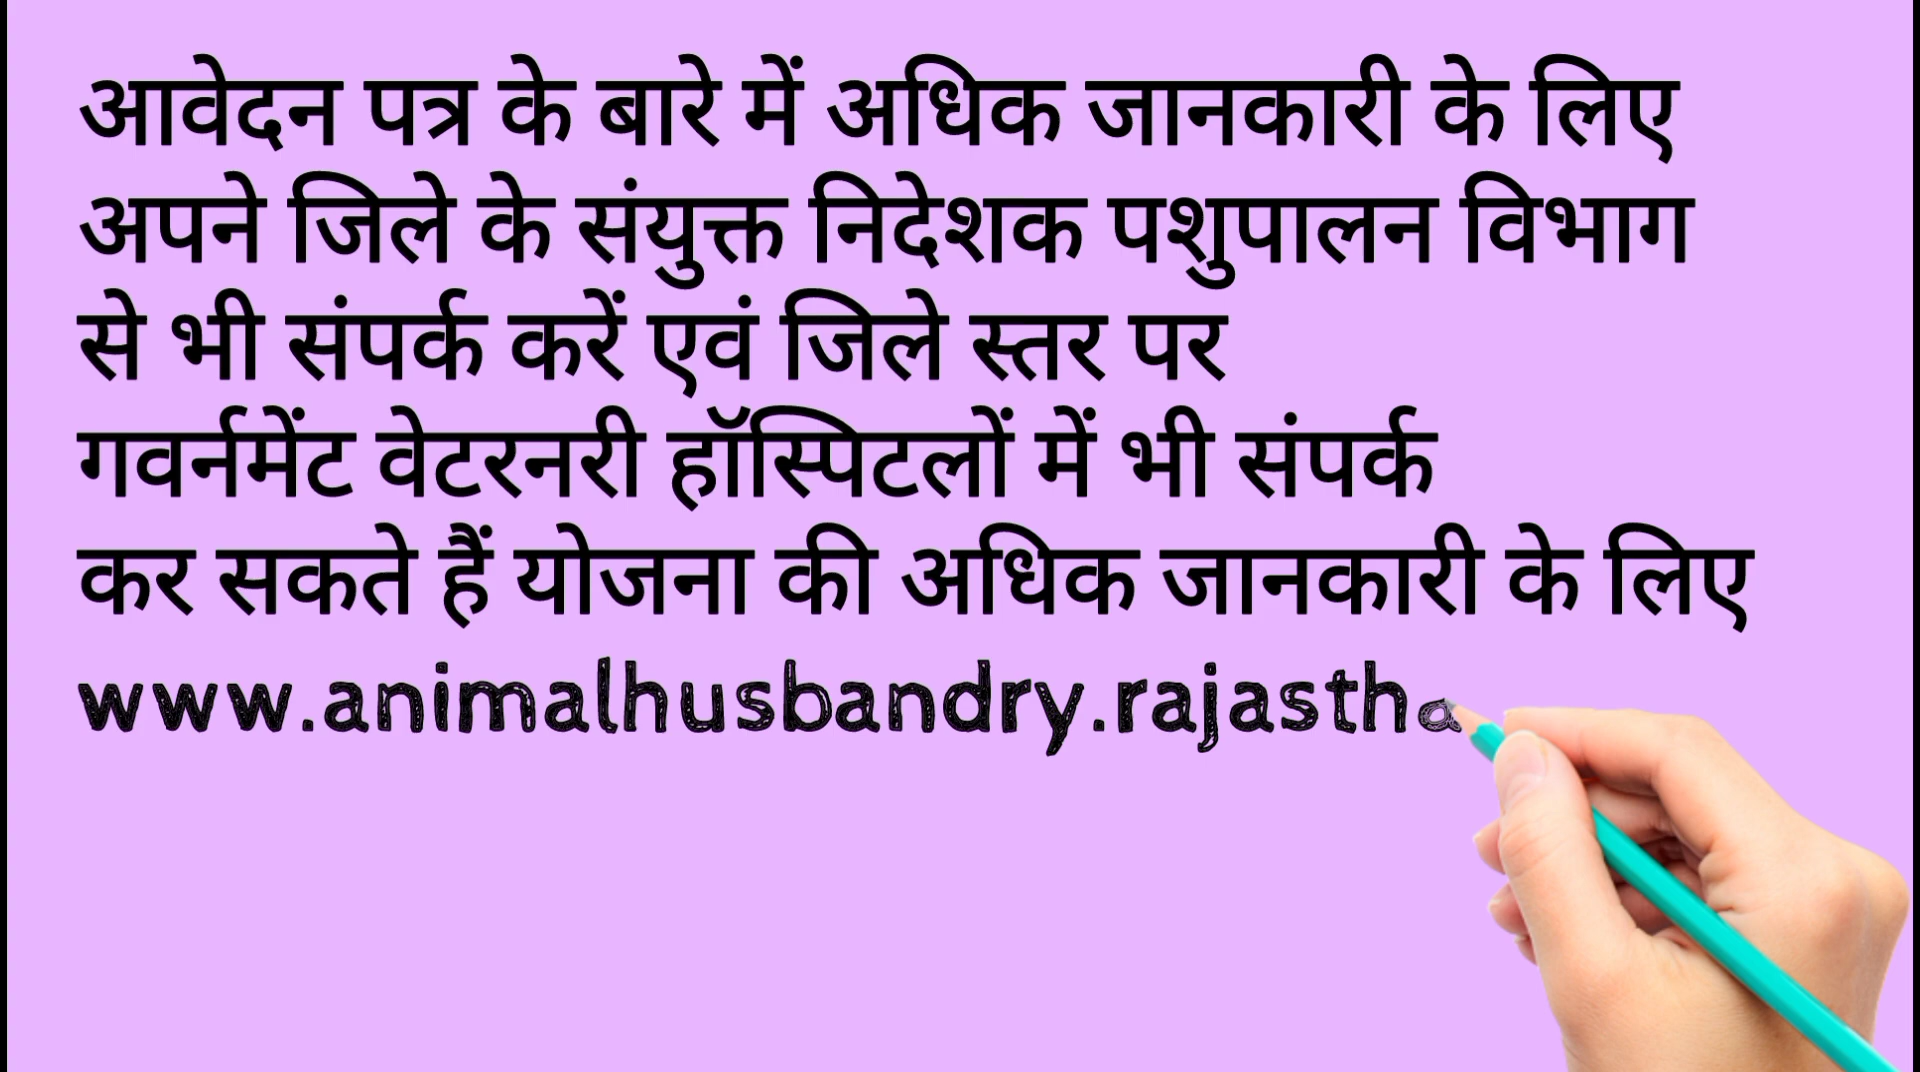 आवेदन पत्र के बारे में अधिक जानकारी के लिए
अपने जिले के संयुक्त निदेशक पशुपालन विभाग
से भी संपर्क करें एवं जिले स्तर पर
गवर्नमेंट वेटरनरी हॉस्पिटलों में भी संपर्क
कर सकते हैं योजना की अधिक जानकारी के लिए
www.animalhusbandry.rajastha